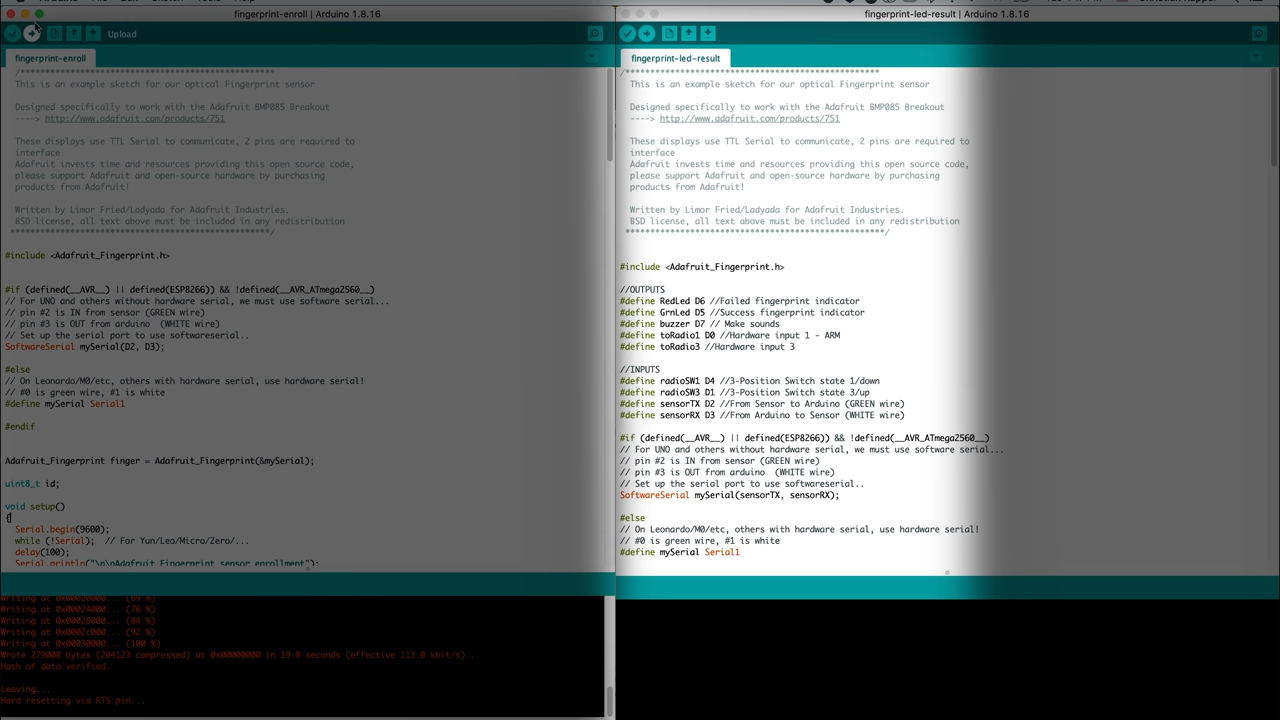 fingerprint-enroll | Arduino 1.8.16
Upload
fingerprint-enroll
/***************************************************
This is an example sketch for our optical Fingerprint sensor
Designed specifically to work with the Adafruit BMP085 Breakout
----> http://www.adafruit.com/products/751
These displays use TTL Serial to communicate, 2 pins are required to
interface
Adafruit invests time and resources providing this open source code,
please support Adafruit and open-source hardware by purchasing
products from Adafruit!
Written by Limor Fried/Ladyada for Adafruit Industries.
BSD license, all text above must be included in any redistribution
****************************************************/
#include <Adafruit_Fingerprint.h>
#if (defined(__AVR__) || defined(ESP8266)) && !defined(__AVR_ATmega2560__)
// For UNO and others without hardware serial, we must use software serial...
// pin #2 is IN from sensor (GREEN wire)
// pin #3 is OUT from arduino  (WHITE wire)
// Set up the serial port to use softwareserial..
SoftwareSerial mySerial(D2, D3);
#else
// On Leonardo/M0/etc, others with hardware serial, use hardware serial!
// #0 is green wire, #1 is white
#define mySerial Serial1
#endif
Adafruit_Fingerprint finger = Adafruit_Fingerprint(&mySerial);
uint8_t id;
void setup()
{
Serial.begin(9600);
while (!Serial);  // For Yun/Leo/Micro/Zero/...
delay(100);
Serial.println("\n\nAdafruit Fingerprint sensor enrollment");
Writing at 0x00020000... (69 %)
Writing at 0x00024000... (76 %)
Writing at 0x00028000... (84 %)
Writing at 0x0002c000... (92 %)
Writing at 0x00030000... (100 %)
Wrote 279008 bytes (204123 compressed) at 0x00000000 in 19.8 seconds (effective 113.0 kbit/s)...
Hash of data verified.
Leaving...
Hard resetting via RTS pin...
fingerprint-led-result | Arduino 1.8.16
fingerprint-led-result
/***************************************************
This is an example sketch for our optical Fingerprint sensor
Designed specifically to work with the Adafruit BMP085 Breakout
----> http://www.adafruit.com/products/751
These displays use TTL Serial to communicate, 2 pins are required to
interface
Adafruit invests time and resources providing this open source code,
please support Adafruit and open-source hardware by purchasing
products from Adafruit!
Written by Limor Fried/Ladyada for Adafruit Industries.
BSD license, all text above must be included in any redistribution
****************************************************/
#include <Adafruit_Fingerprint.h>
//OUTPUTS
#define RedLed D6 //Failed fingerprint indicator
#define GrnLed D5 //Success fingerprint indicator
#define buzzer D7 // Make sounds
#define toRadio1 D0 //Hardware input 1 - ARM
#define toRadio3 //Hardware input 3
//INPUTS
#define radioSW1 D4 //3-Position Switch state 1/down
#define radioSW3 D1 //3-Position Switch state 3/up
#define sensorTX D2 //From Sensor to Arduino (GREEN wire)
#define sensorRX D3 //From Arduino to Sensor (WHITE wire)
#if (defined(__AVR__) || defined(ESP8266)) && !defined(__AVR_ATmega2560__)
// For UNO and others without hardware serial, we must use software serial...
// pin #2 is IN from sensor (GREEN wire)
// pin #3 is OUT from arduino  (WHITE wire)
// Set up the serial port to use softwareserial..
SoftwareSerial mySerial(sensorTX, sensorRX);
#else
// On Leonardo/M0/etc, others with hardware serial, use hardware serial!
// #0 is green wire, #1 is white
#define mySerial Serial1